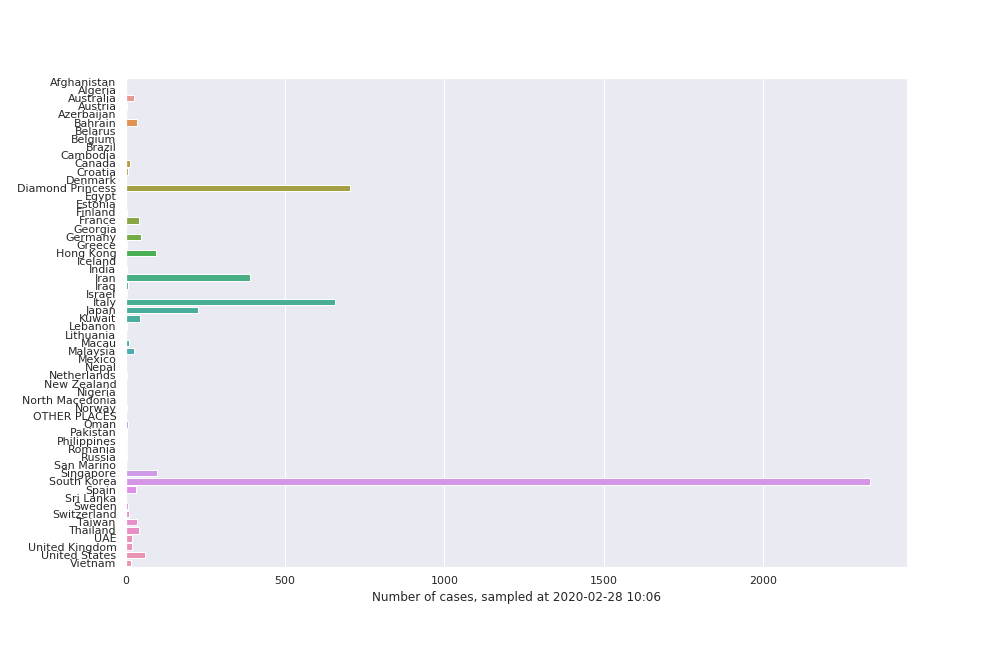 Afghanistan
Algeria
Australia
Austria
Azerbaijan
Bahrain
Belarus
Belgium
Brazil
Cambodia
Canada
Croatia
Denmark
Diamond Princess
Egypt
Estonia
Finland
France
Georgia
Germany
Greece
Hong Kong
Iceland
India
Iran
Iraq
Israel
Italy
Japan
Kuwait
Lebanon
Lithuania
Macau
Malaysia
Mexico
Nepal
Netherlands
New Zealand
Nigeria
North Macedonia
Norway
OTHER PLACES
Oman
Pakistan
Philippines
Romania
Russia
San Marino
Singapore
South Korea
Spain
Sri Lanka
Sweden
Switzerland
Taiwan
Thailand
UAE
United Kingdom
United States
Vietnam
0 500 1000 1500 2000
Number of cases, sampled at 2020-02-28 10:06